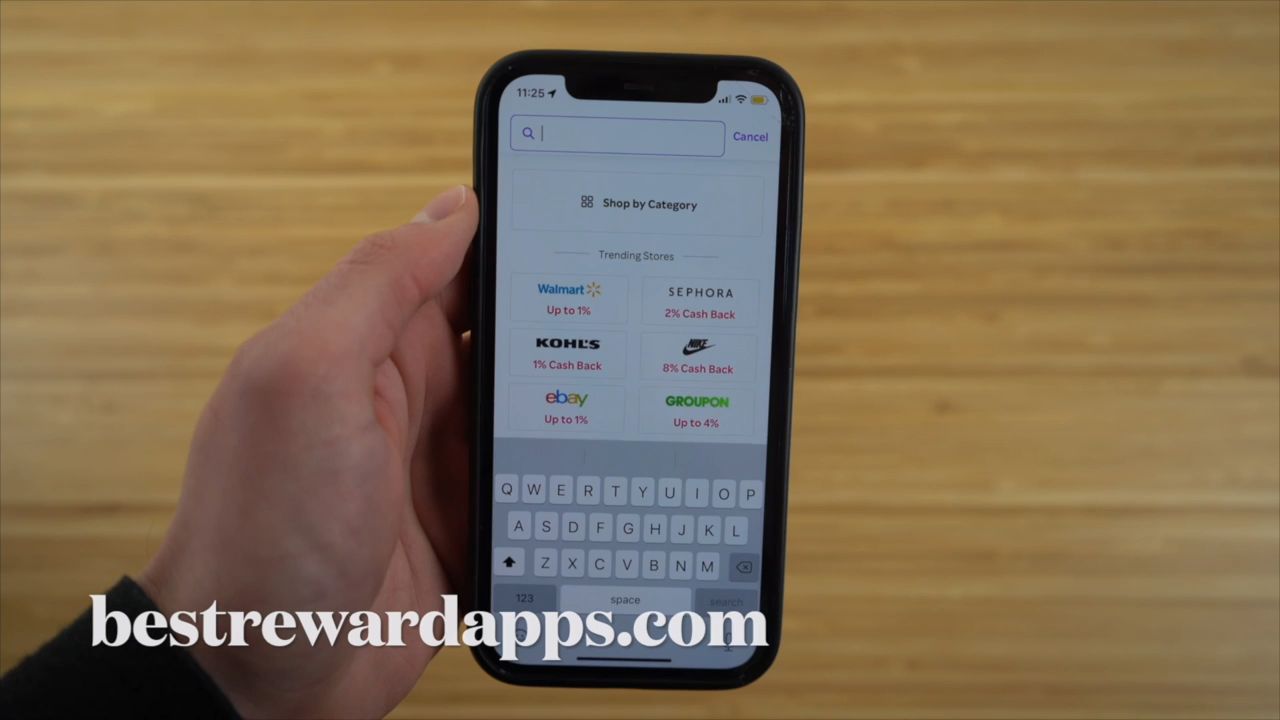 11:25
Cancel
Shop by Category
Trending Stores
Walmart
SEPHORA
Up to 1%
2% Cash Back
KOHL'S
NIKE
1% Cash Back
8% Cash Back
ebay
GROUPON
Up to 1%
Up to 4%
Q W E R T Y U I O P
A S D F G H J K L
Z X C V B N M
123 space search
bestrewardapps.com